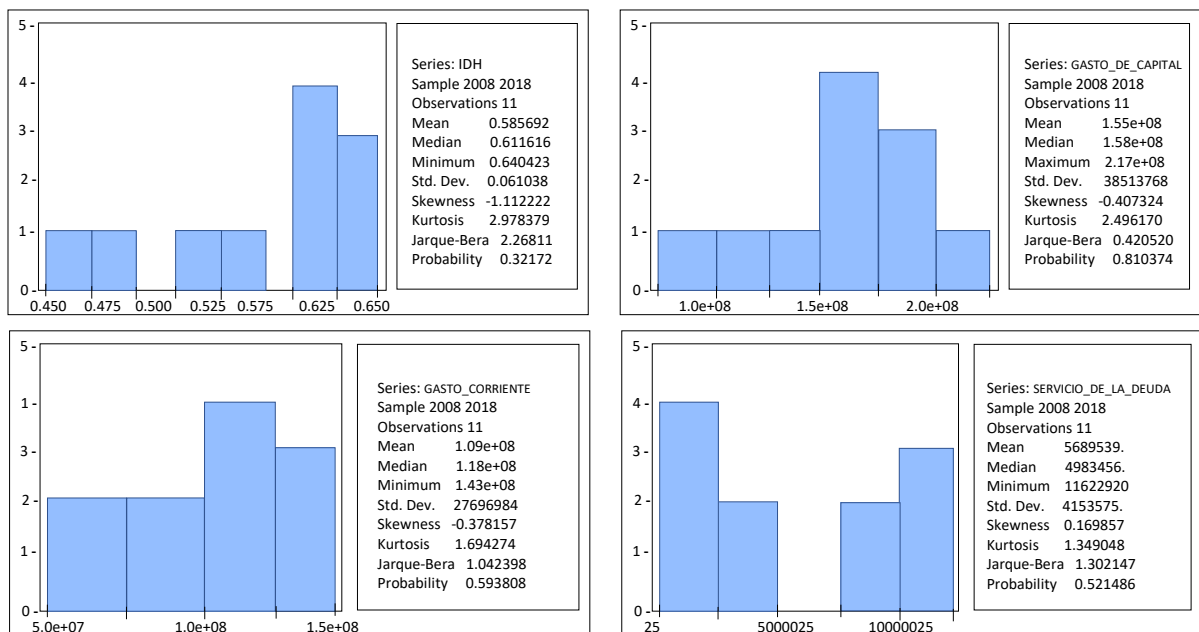 5 -
4 -
3 -
2 -
1 -
0 -
0.450 0.475 0.500 0.525 0.575 0.625 0.650
Series: IDH
Sample 2008 2018
Observations 11
Mean 0.585692
Median 0.611616
Minimum 0.640423
Std. Dev. 0.061038
Skewness -1.112222
Kurtosis 2.978379
Jarque-Bera 2.26811
Probability 0.32172
5 -
4 -
3 -
2 -
1 -
0 -
1.0e+08 1.5e+08 2.0e+08
Series: GASTO_DE_CAPITAL
Sample 2008 2018
Observations 11
Mean 1.55e+08
Median 1.58e+08
Maximum 2.17e+08
Std. Dev. 38513768
Skewness -0.407324
Kurtosis 2.496170
Jarque-Bera 0.420520
Probability 0.810374
5 -
1 -
3 -
2 -
1 -
0 -
5.0e+07 1.0e+08 1.5e+08
Series: GASTO_CORRIENTE
Sample 2008 2018
Observations 11
Mean 1.09e+08
Median 1.18e+08
Minimum 1.43e+08
Std. Dev. 27696984
Skewness -0.378157
Kurtosis 1.694274
Jarque-Bera 1.042398
Probability 0.593808
5 -
4 -
3 -
2 -
1 -
0 -
25 5000025 10000025
Series: SERVICIO_DE_LA_DEUDA
Sample 2008 2018
Observations 11
Mean 5689539.
Median 4983456.
Minimum 11622920
Std. Dev. 4153575.
Skewness 0.169857
Kurtosis 1.349048
Jarque-Bera 1.302147
Probability 0.521486